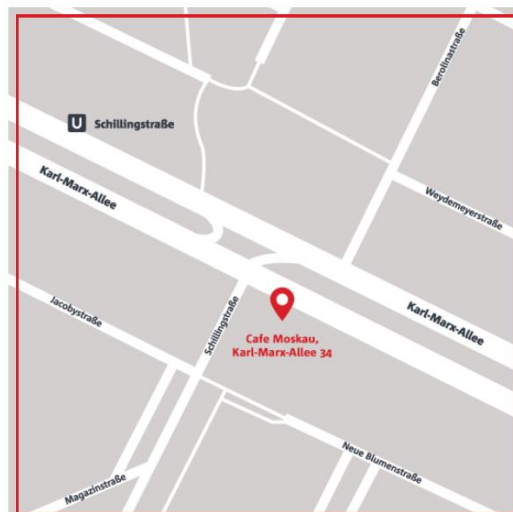 Berolinastraße
U Schillingstraße
Karl-Marx-Allee
Weydemeyerstraße
Jacobystraße
Schillingstraße
Karl-Marx-Allee
Cafe Moskau,
Karl-Marx-Allee 34
Neue Blumenstraße
Magazinstraße